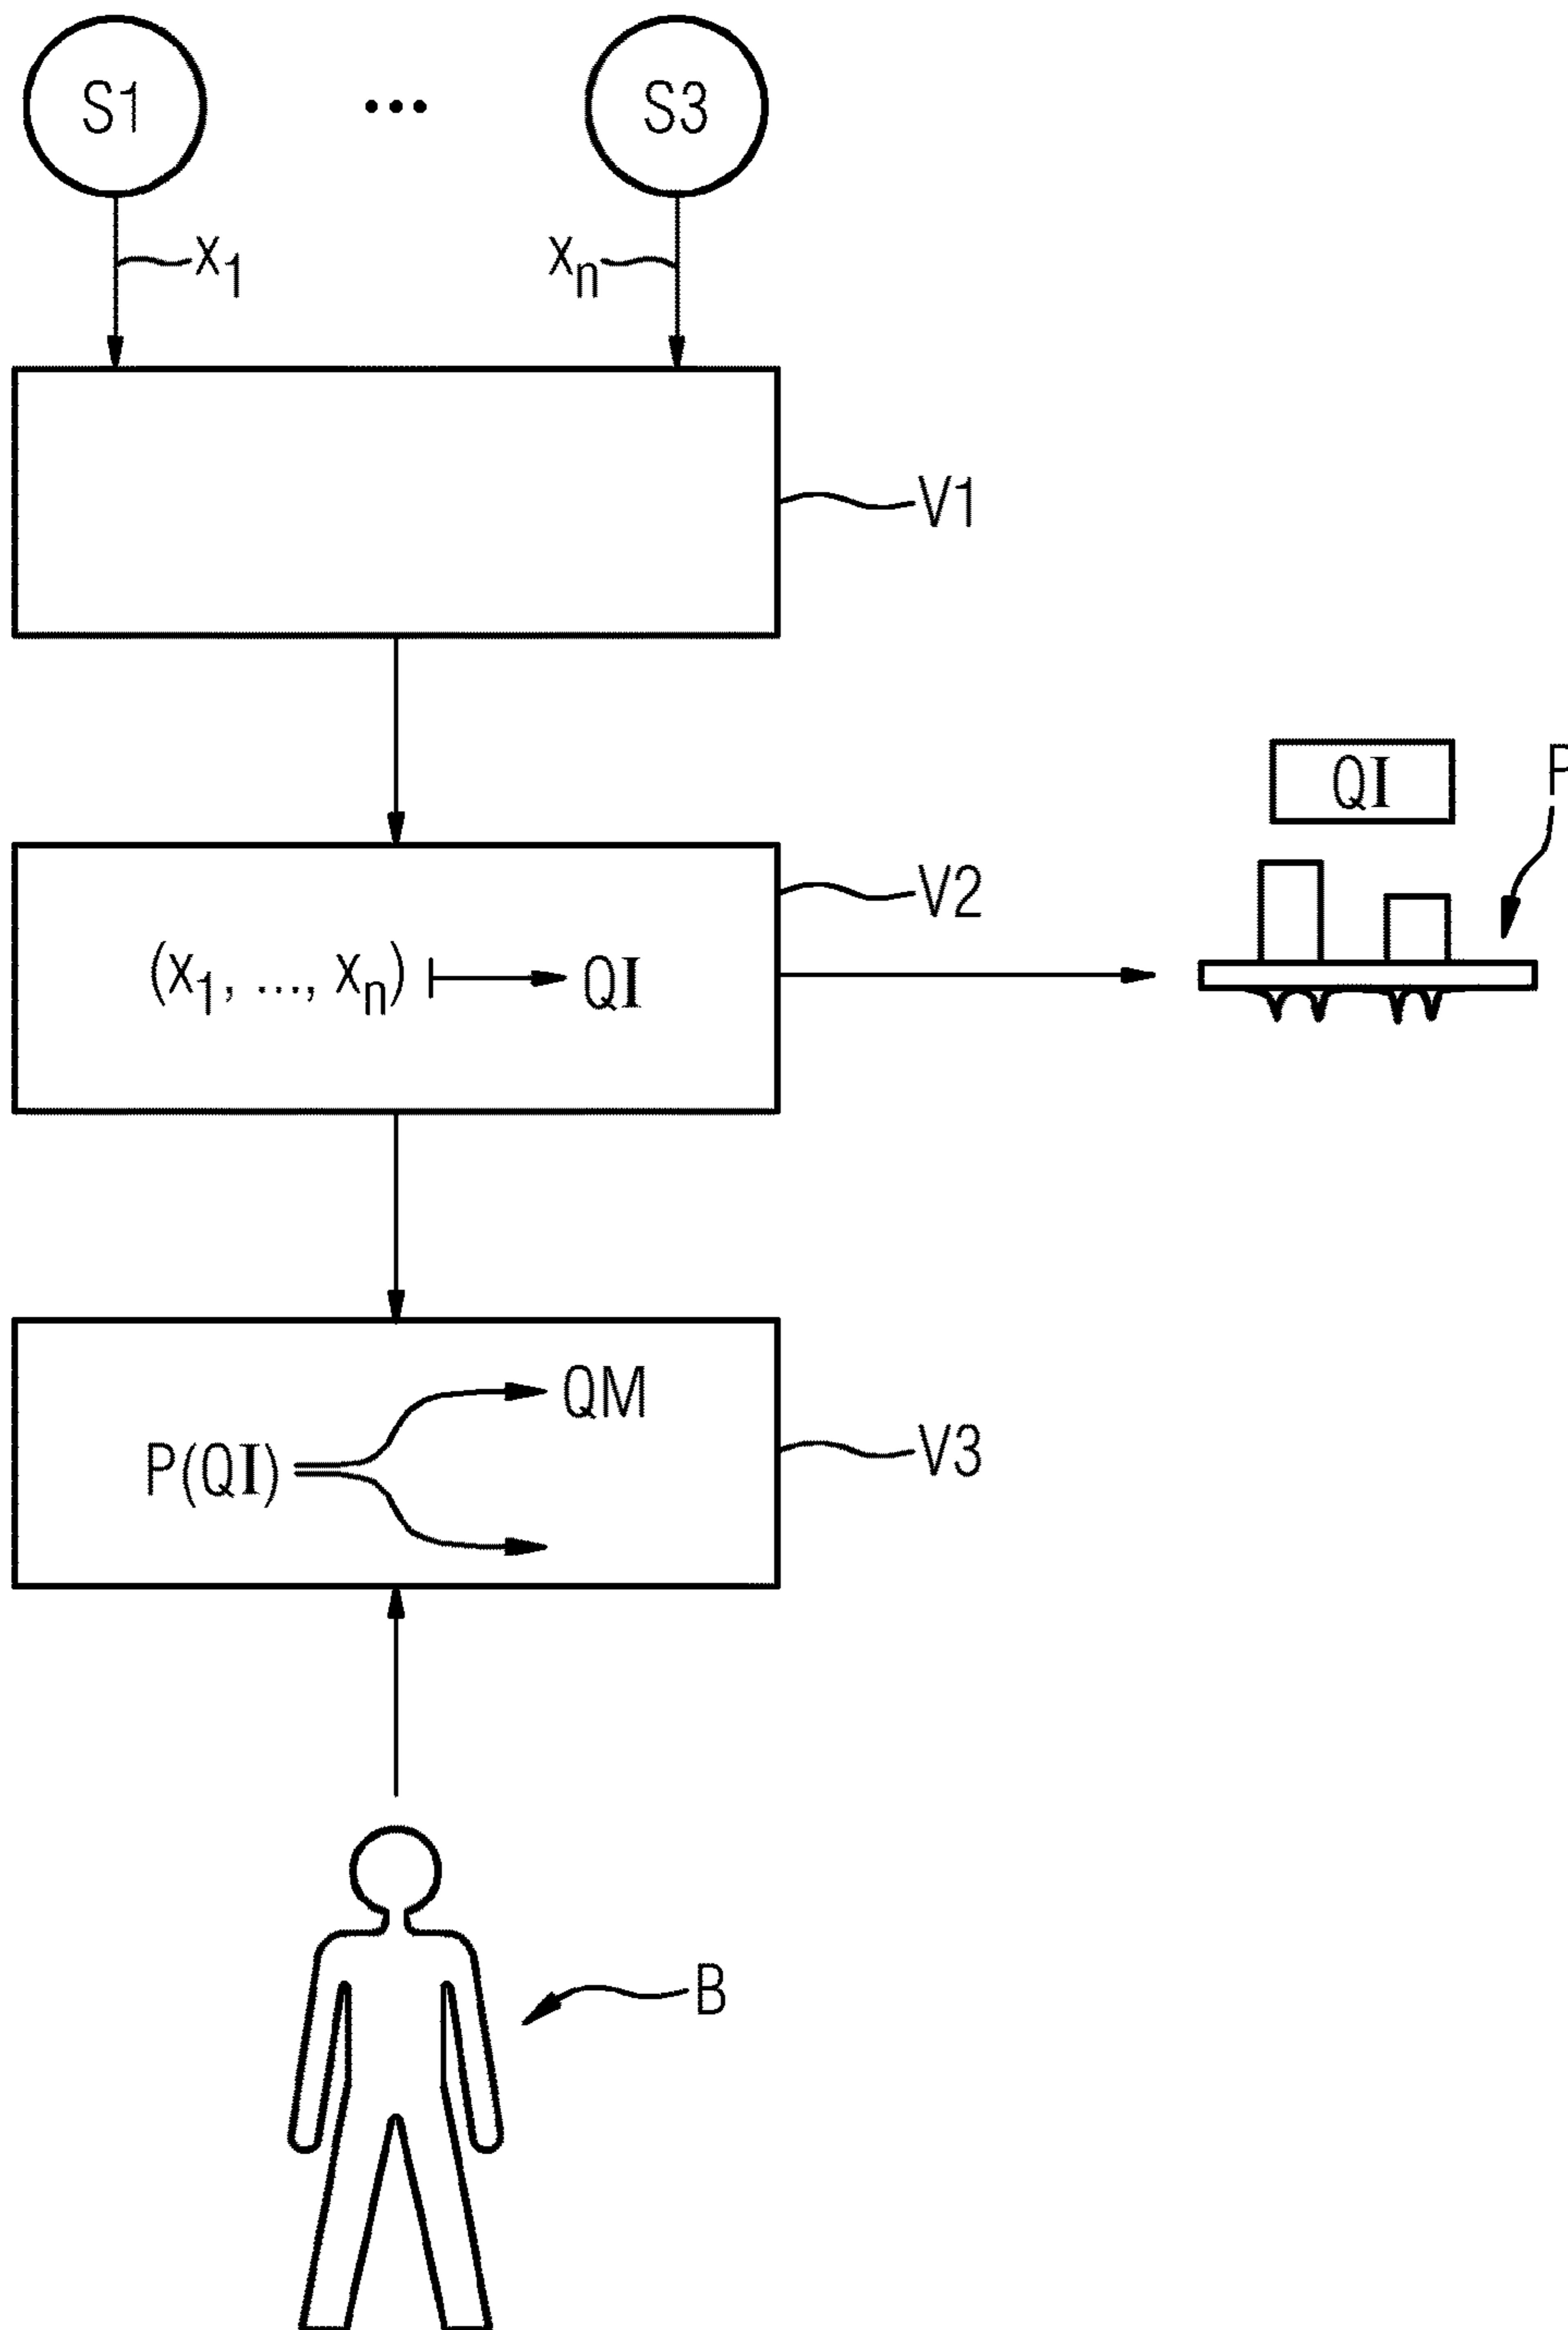 S1 ... S3
x1 xn
V1
QI P
V2
(x1, ..., xn) QI
QM
P(QI) V3
B